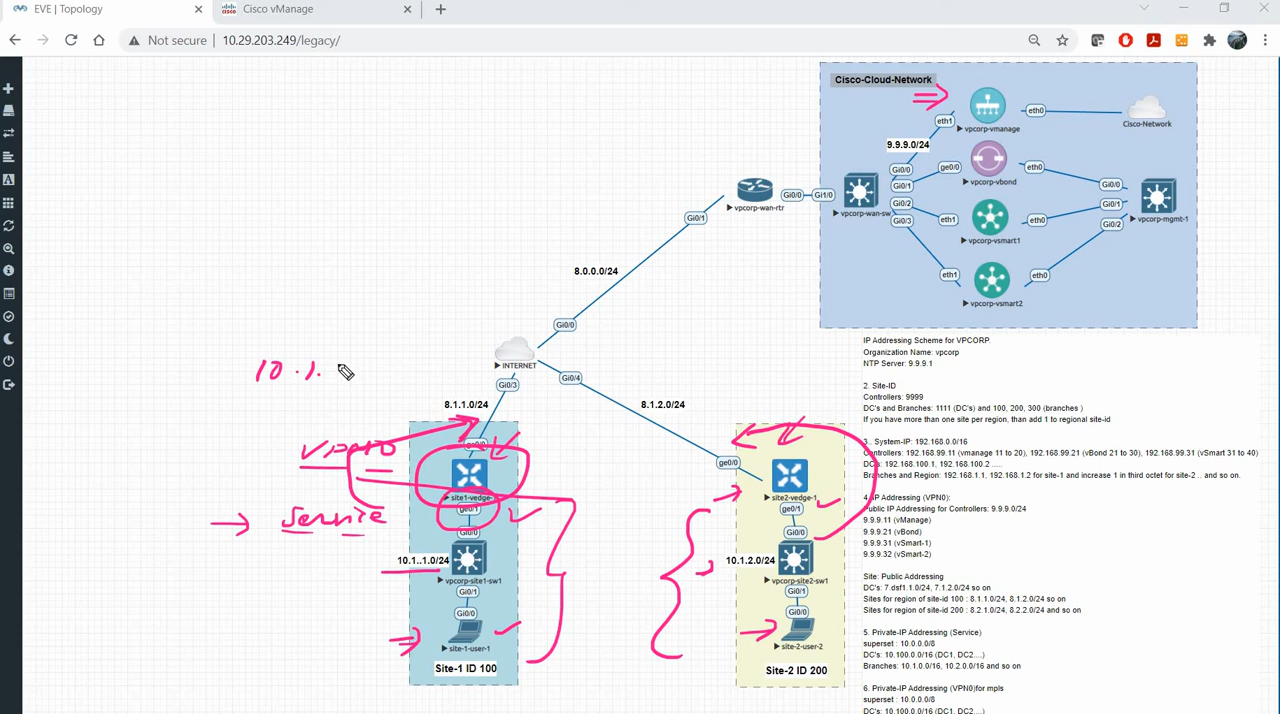 EVE | Topology
Cisco vManage
Not secure | 10.29.203.249/legacy/
Cisco-Cloud-Network
vpcorp-vmanage
eth1
eth0
Cisco-Network
9.9.9.0/24
vpcorp-vbond
ge0/0
eth0
Gi0/0
Gi0/1
Gi0/2
Gi0/3
vpcorp-wan-rtr
Gi0/0
Gi1/0
vpcorp-wan-sw
Gi0/1
eth1
vpcorp-vsmart1
eth0
Gi0/0
Gi0/1
Gi0/2
vpcorp-mgmt-1
eth1
vpcorp-vsmart2
eth0
8.0.0.0/24
Gi0/0
INTERNET
Gi0/3
Gi0/4
10.1.
8.1.1.0/24
8.1.2.0/24
VPN10
ge0/0
ge0/0
site1-vedge-
site2-vedge-1
Service
ge0/1
ge0/1
Gi0/0
Gi0/0
10.1..1.0/24
10.1.2.0/24
vpcorp-site1-sw1
vpcorp-site2-sw1
Gi0/1
Gi0/1
Gi0/0
Gi0/0
site-1-user-1
site-2-user-2
Site-1 ID 100
Site-2 ID 200
IP Addressing Scheme for VPCORP.
Organization Name: vpcorp
NTP Server: 9.9.9.1
2. Site-ID
Controllers: 9999
DC's and Branches: 1111 (DC's) and 100, 200, 300 (branches )
If you have more than one site per region, than add 1 to regional site-id
3.. System-IP: 192.168.0.0/16
Controllers: 192.168.99.11 (vmanage 11 to 20), 192.168.99.21 (vBond 21 to 30), 192.168.99.31 (vSmart 31 to 40)
DC's: 192.168.100.1, 192.168.100.2 .....
Branches and Region: 192.168.1.1, 192.168.1.2 for site-1 and increase 1 in third octet for site-2 .. and so on.
4. IP Addressing (VPN0):
Public IP Addressing for Controllers: 9.9.9.0/24
9.9.9.11 (vManage)
9.9.9.21 (vBond)
9.9.9.31 (vSmart-1)
9.9.9.32 (vSmart-2)
Site: Public Addressing
DC's: 7.dsf1.1.0/24, 7.1.2.0/24 so on
Sites for region of site-id 100 : 8.1.1.0/24, 8.1.2.0/24 so on
Sites for region of site-id 200 : 8.2.1.0/24, 8.2.2.0/24 and so on
5. Private-IP Addressing (Service)
superset : 10.0.0.0/8
DC's: 10.100.0.0/16 (DC1, DC2....)
Branches: 10.1.0.0/16, 10.2.0.0/16 and so on
6. Private-IP Addressing (VPN0)for mpls
superset : 10.0.0.0/8
DC's: 10.100.0.0/16 (DC1, DC2....)